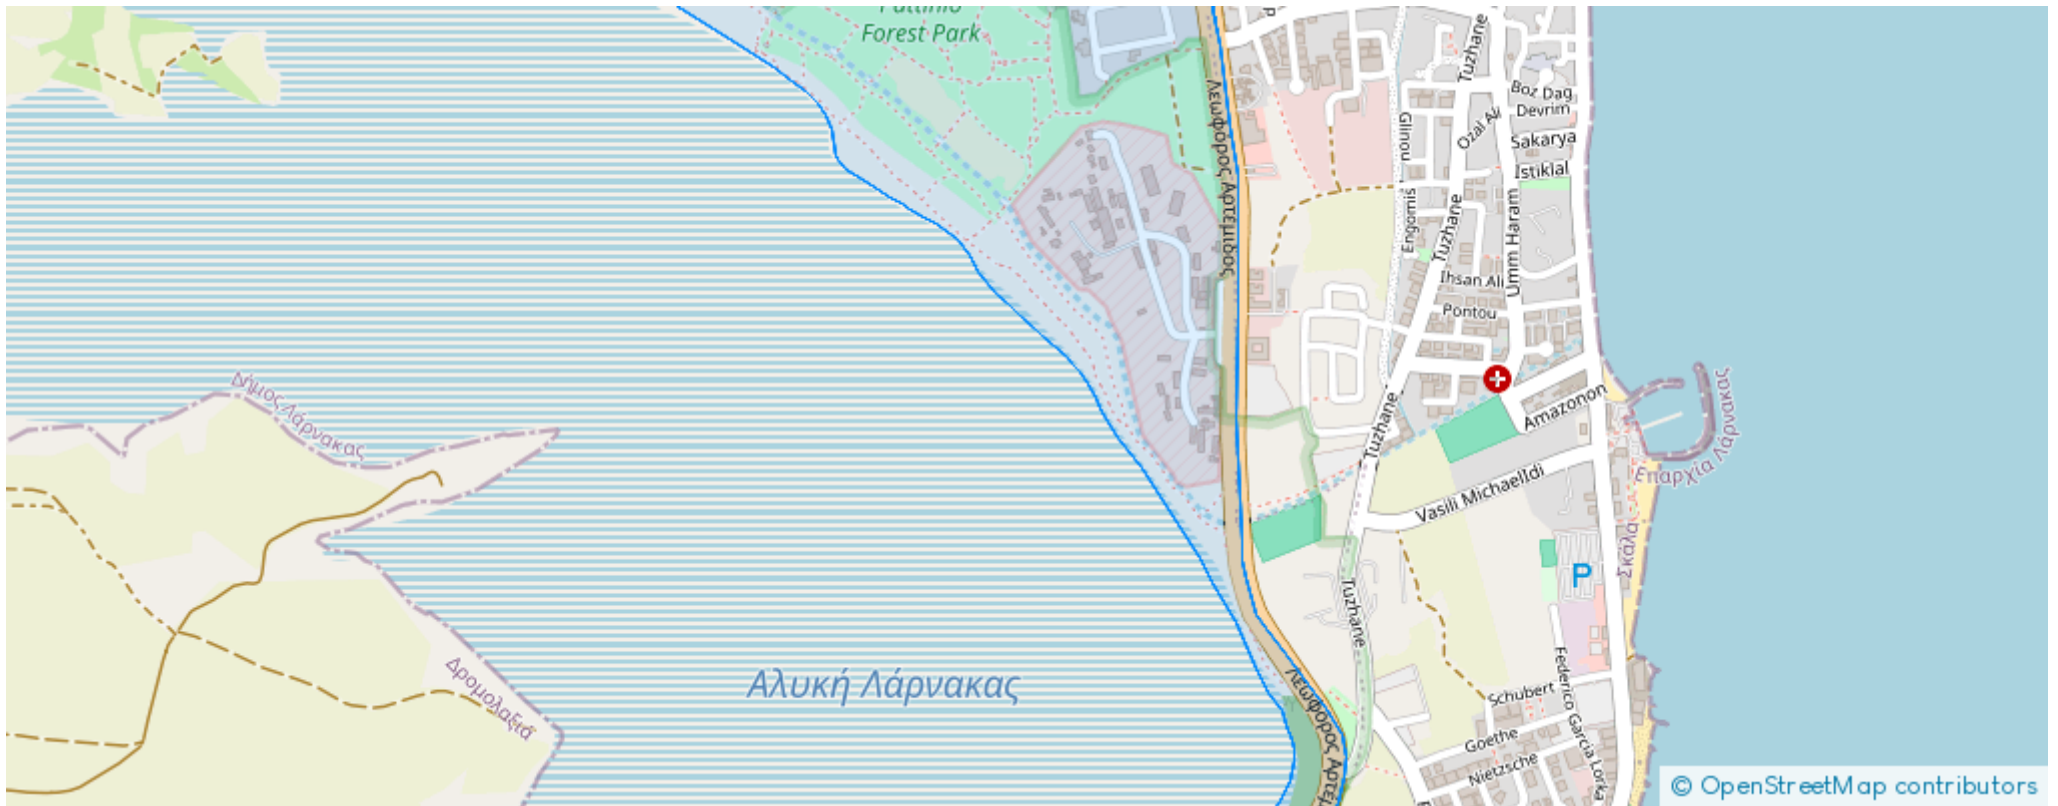 Forest Park
Tuzhane
Boz Dag
Devrim
Ozal Ali
Sakarya
Istiklal
Glinou
Λεωφόρος Αρτέμιδος
Engomis
Tuzhane
Umm Haram
Ihsan Ali
Pontou
Δήμος Λάρνακας
Amazonon
Tuzhane
Επαρχία Λάρνακας
Vasili Michaelidi
Σκάλα
P
Tuzhane
Δρομολαξιά
Αλυκή Λάρνακας
Λεωφόρος Αρτέμ
Federico Garcia Lorka
Schubert
Goethe
Nietzsche
© OpenStreetMap contributors